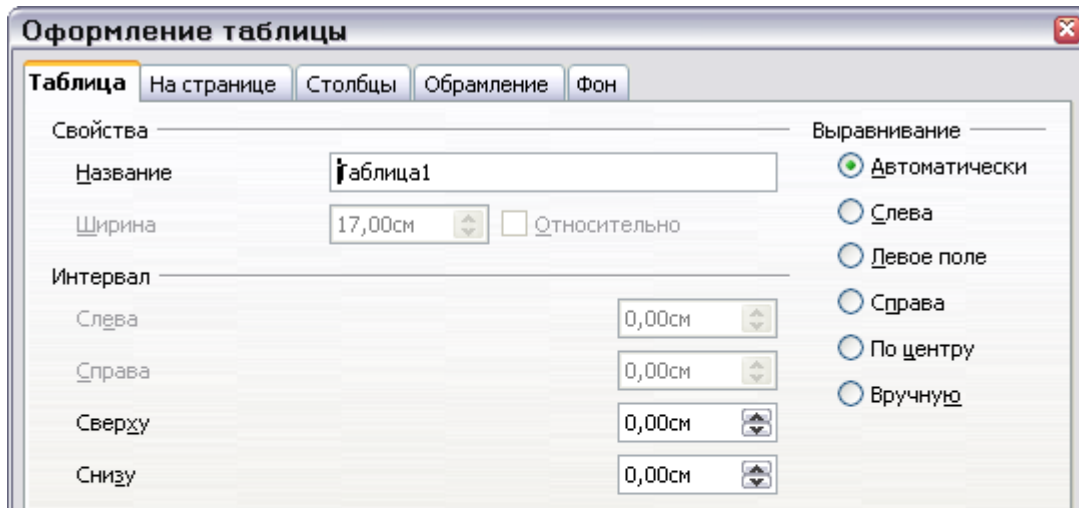 Оформление таблицы
Таблица На странице Столбцы Обрамление Фон
Свойства
Название Таблица1
Ширина 17,00см Относительно
Интервал
Слева 0,00см
Справа 0,00см
Сверху 0,00см
Снизу 0,00см
Выравнивание
Автоматически
Слева
Левое поле
Справа
По центру
Вручную